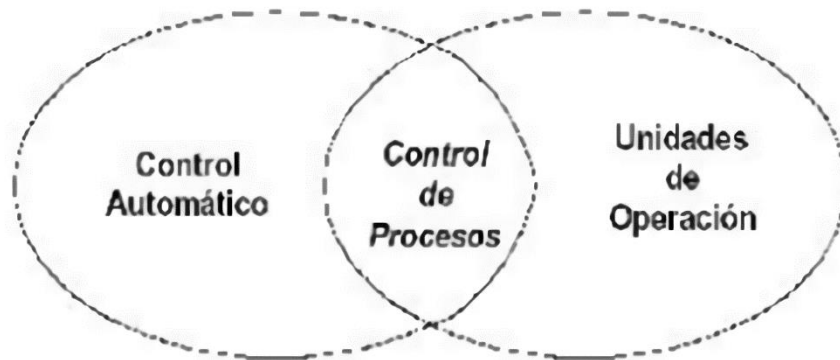 Control
Automático
Control
de
Procesos
Unidades
de
Operación